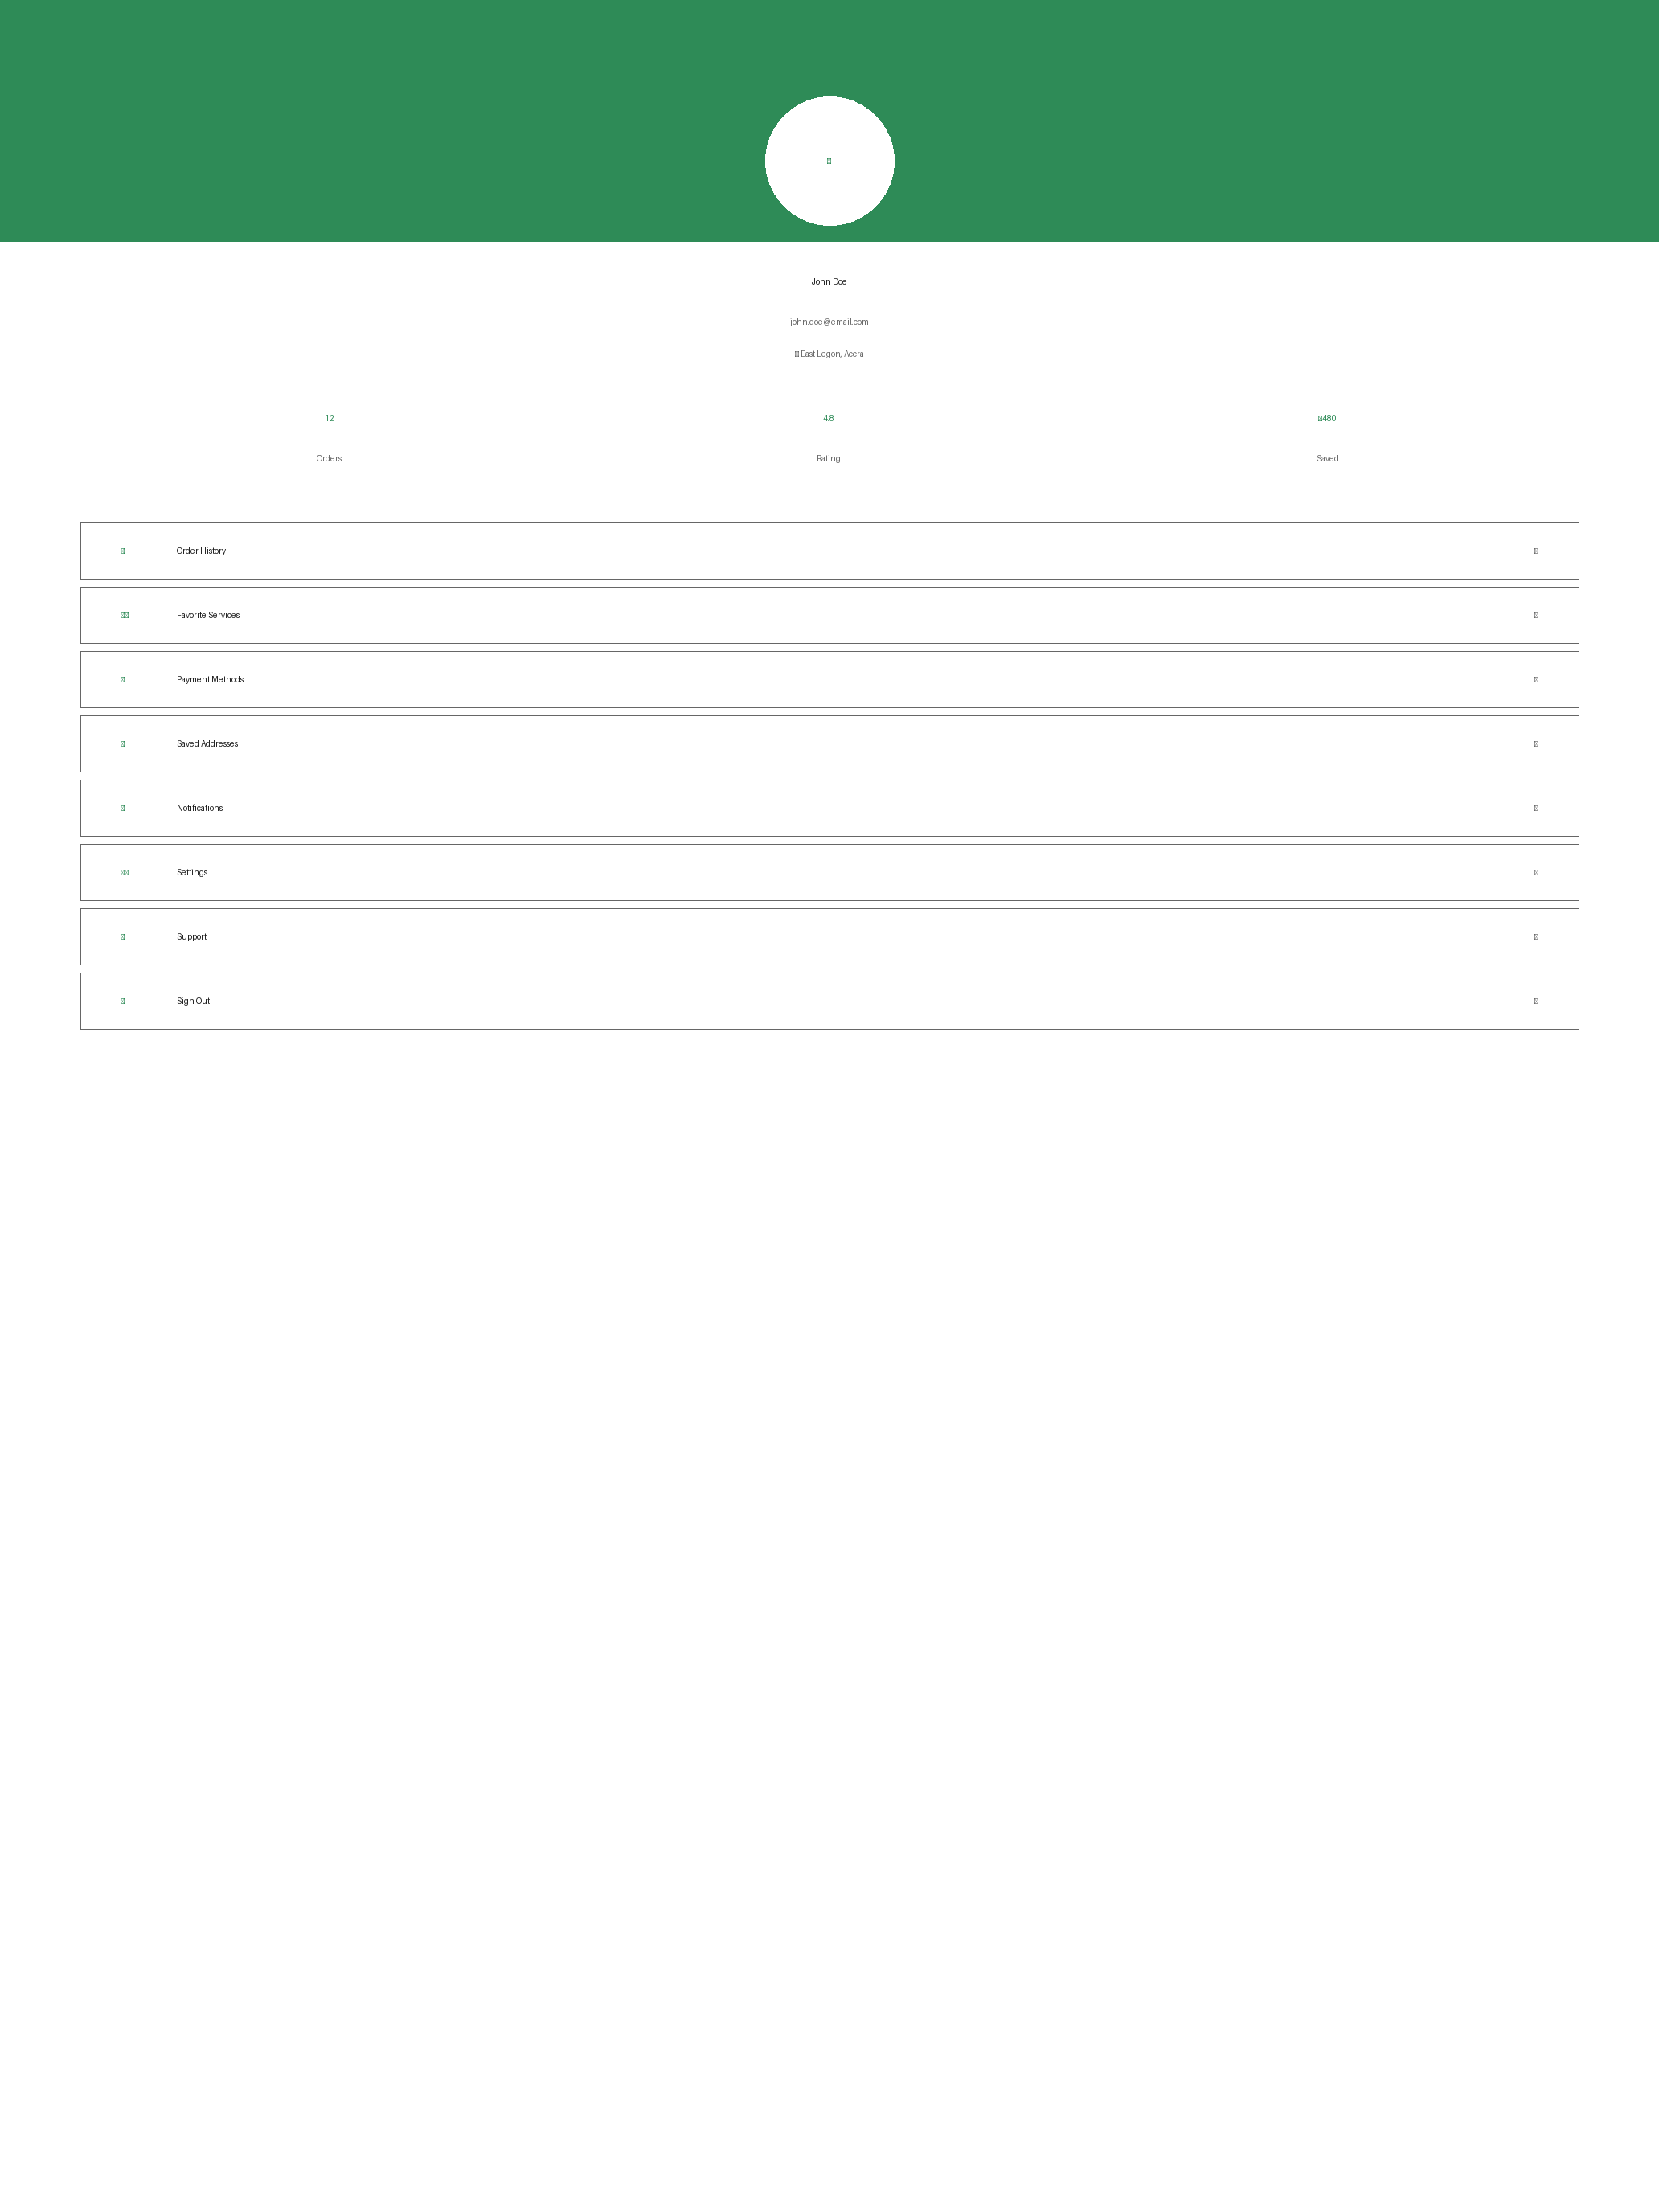 John Doe
john.doe@email.com
East Legon, Accra
12 4.8 480
Orders Rating Saved
Order History
Favorite Services
Payment Methods
Saved Addresses
Notifications
Settings
Support
Sign Out